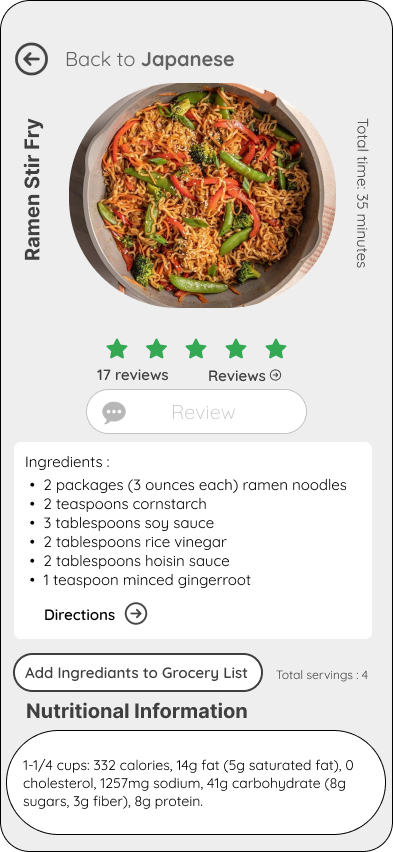 Back to Japanese
Ramen Stir Fry
Total time: 35 minutes
17 reviews
Reviews
Review
Ingredients :
• 2 packages (3 ounces each) ramen noodles
• 2 teaspoons cornstarch
• 3 tablespoons soy sauce
• 2 tablespoons rice vinegar
• 2 tablespoons hoisin sauce
• 1 teaspoon minced gingerroot
Directions
Add Ingrediants to Grocery List
Total servings : 4
Nutritional Information
1-1/4 cups: 332 calories, 14g fat (5g saturated fat), 0
cholesterol, 1257mg sodium, 41g carbohydrate (8g
sugars, 3g fiber), 8g protein.